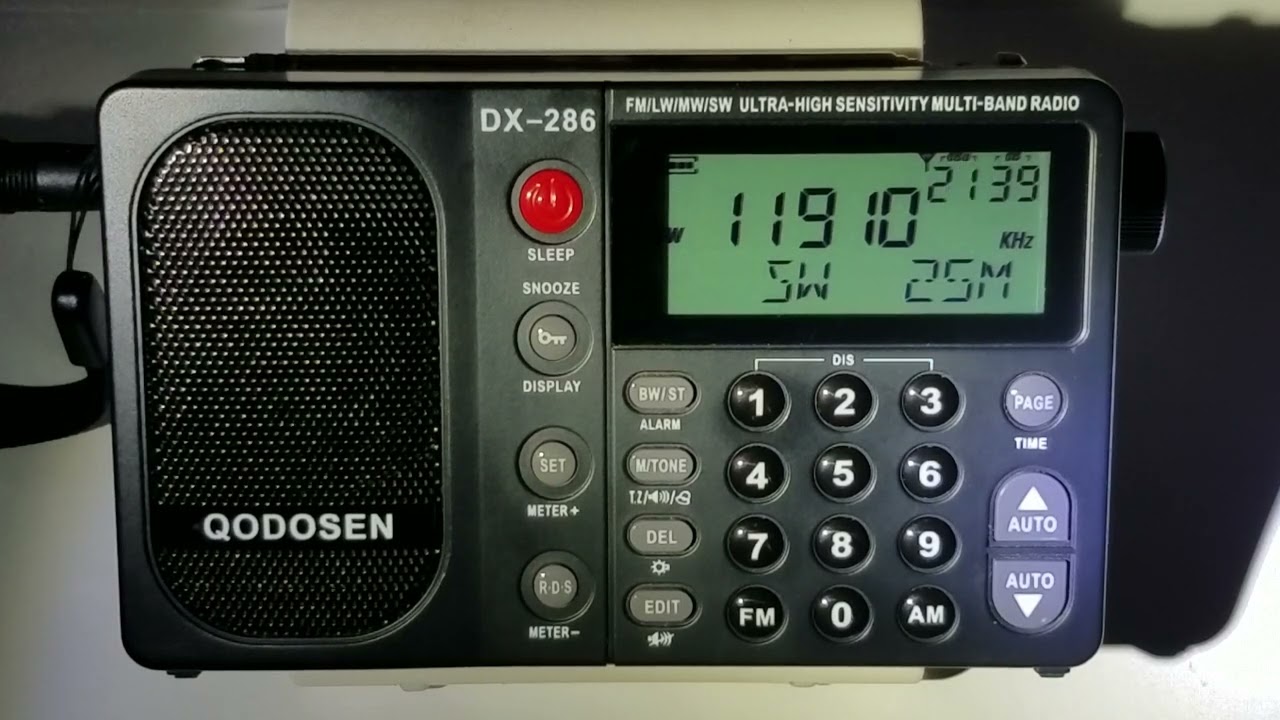 DX-286
FM/LW/MW/SW ULTRA-HIGH SENSITIVITY MULTI-BAND RADIO
2139
11910
KHz
SW 25M
SLEEP
SNOOZE
DISPLAY
SET
METER+
R·D·S
METER-
QODOSEN
DIS
BW/ST
ALARM
1 2 3
PAGE
TIME
M/TONE
T.Z/
4 5 6
DEL
7 8 9
AUTO
AUTO
EDIT
FM 0 AM